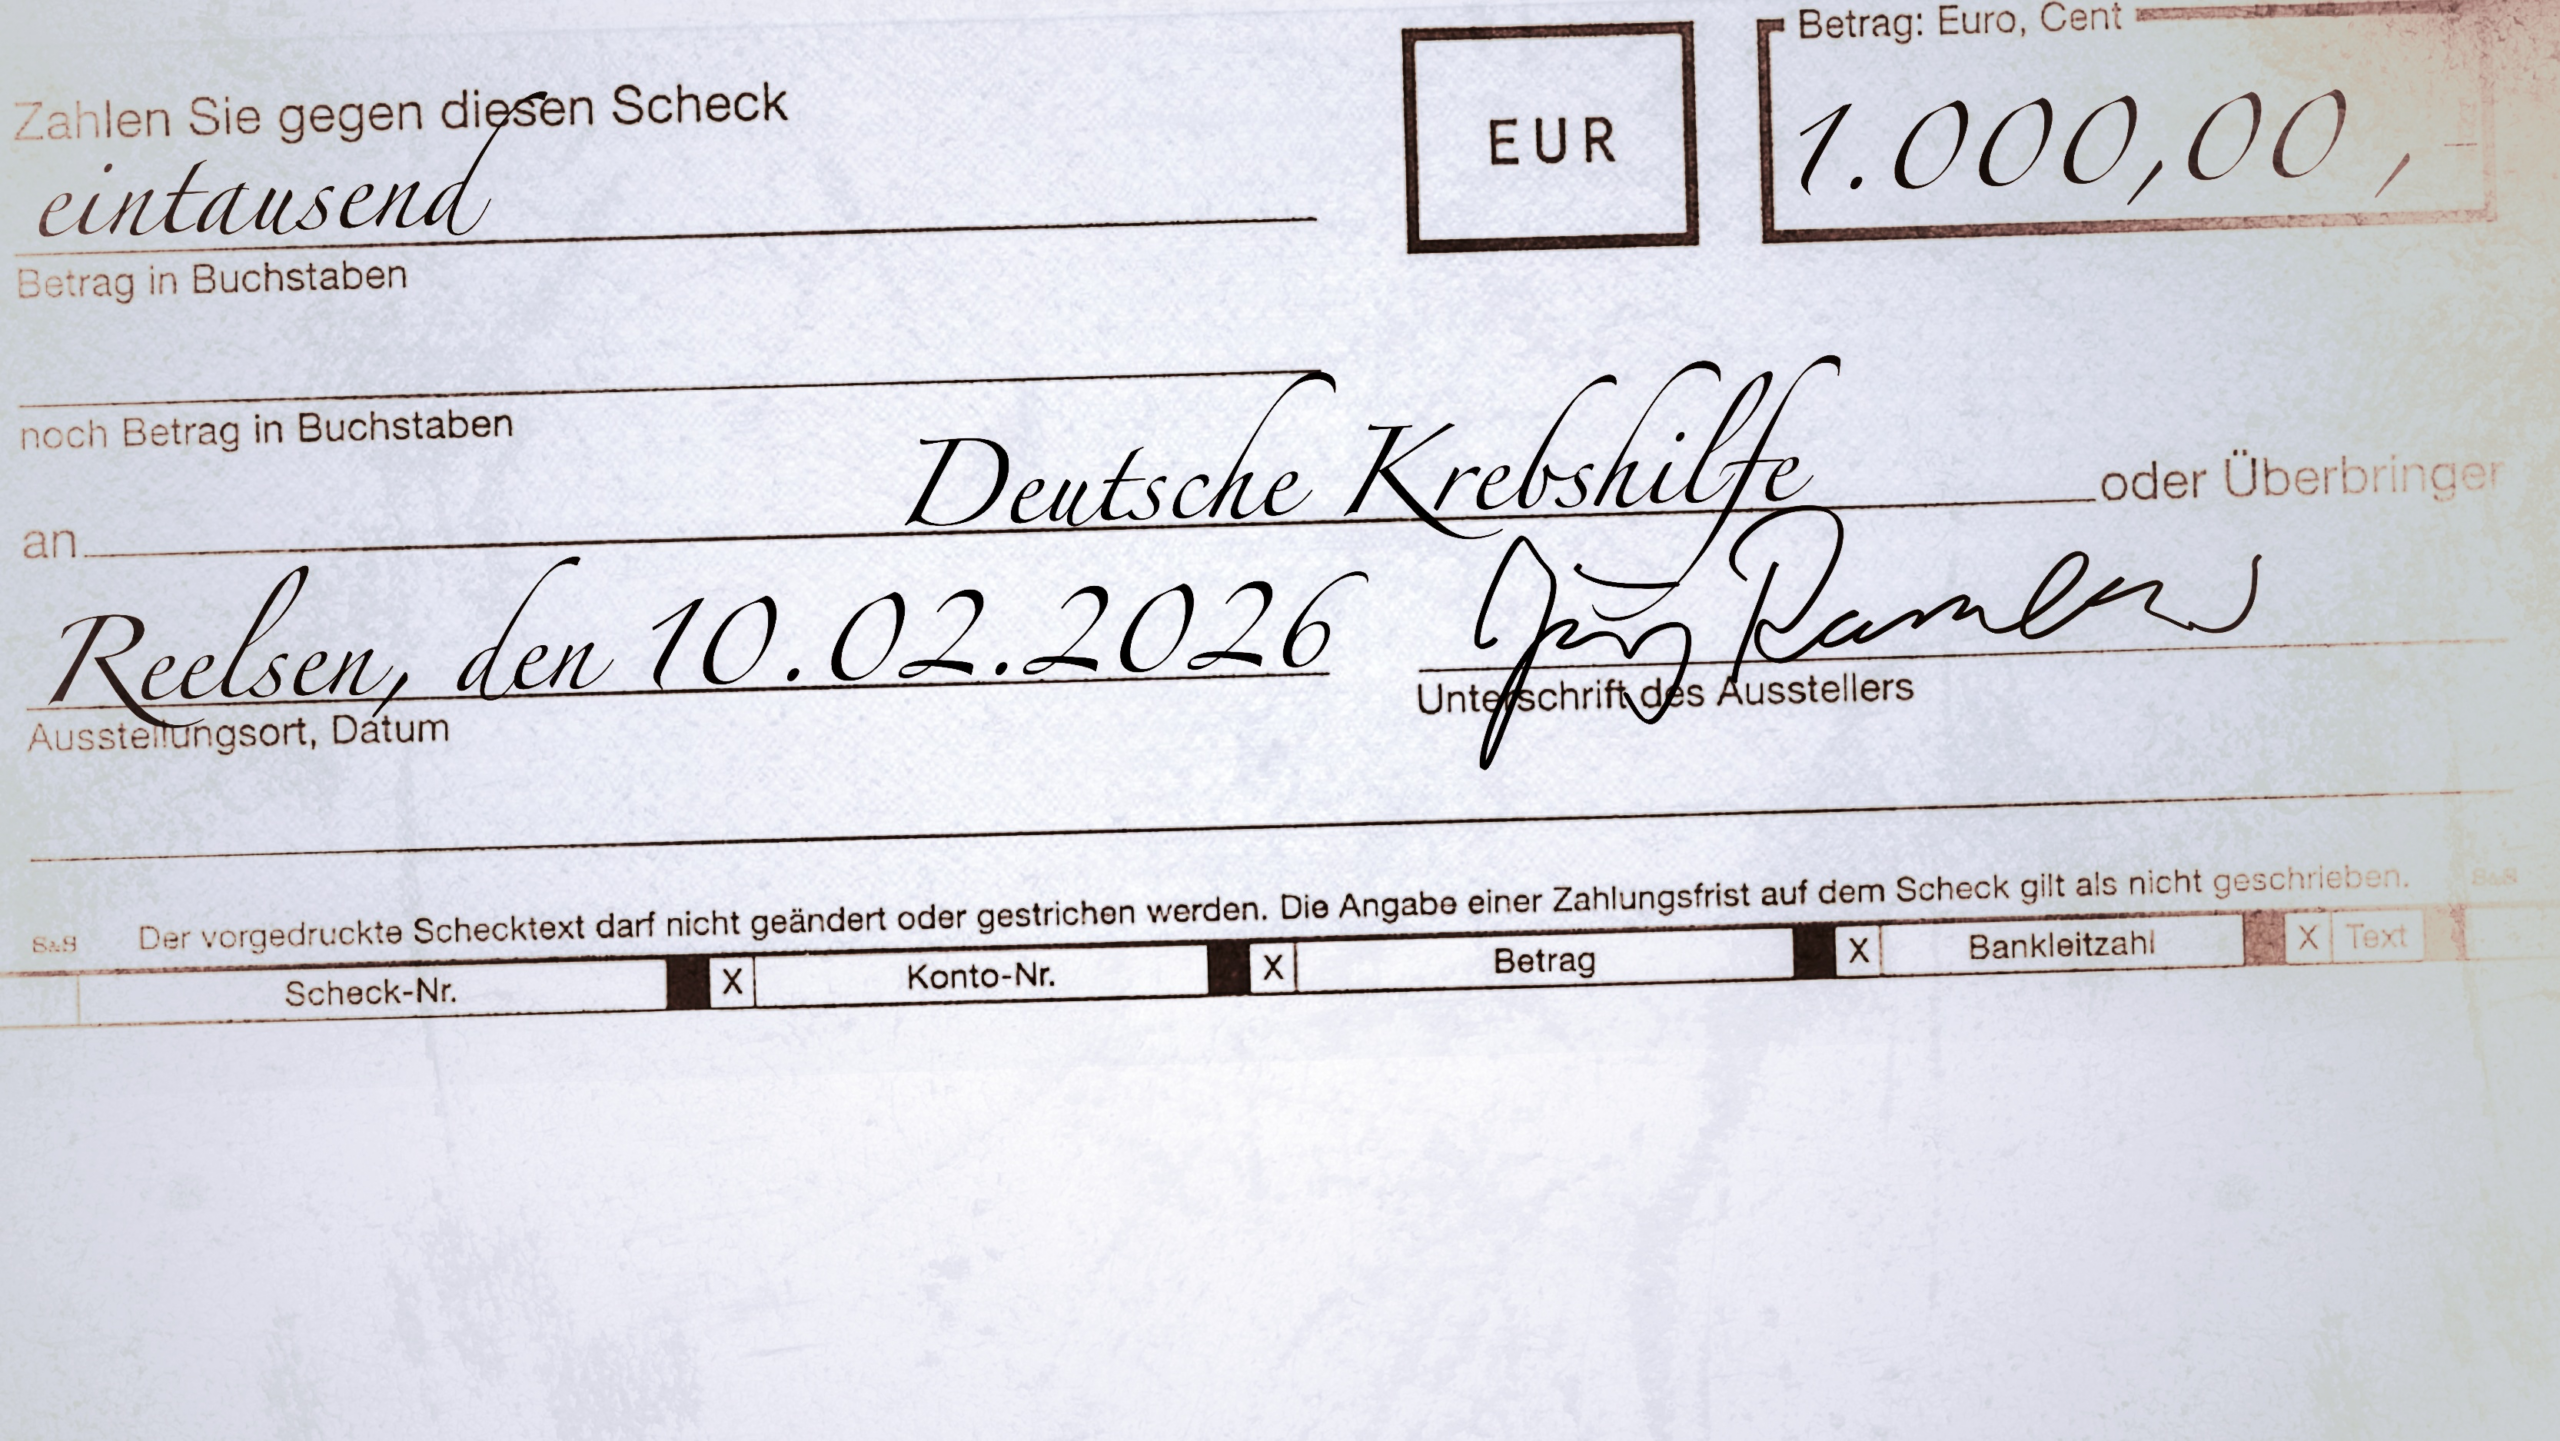 Betrag: Euro, Cent
Zahlen Sie gegen diesen Scheck
EUR
1.000,00,-
eintausend
Betrag in Buchstaben
noch Betrag in Buchstaben
an Deutsche Krebshilfe oder Überbringer
Reelsen, den 10.02.2026
Ausstellungsort, Datum
Unterschrift des Ausstellers
Der vorgedruckte Schecktext darf nicht geändert oder gestrichen werden. Die Angabe einer Zahlungsfrist auf dem Scheck gilt als nicht geschrieben.
S&S S&S
Scheck-Nr. X Konto-Nr. X Betrag X Bankleitzahl X Text